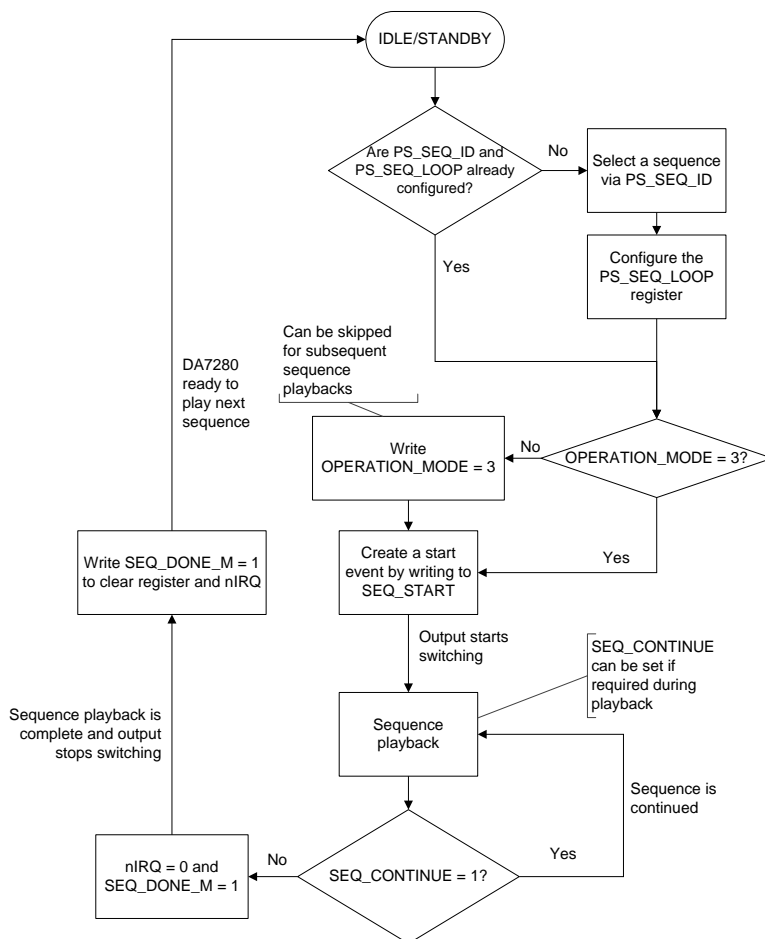 IDLE/STANDBY
Are PS_SEQ_ID and
PS_SEQ_LOOP already
configured?
No
Select a sequence
via PS_SEQ_ID
Yes
Configure the
PS_SEQ_LOOP
register
Can be skipped
for subsequent
sequence
playbacks
DA7280
ready to
play next
sequence
Write
OPERATION_MODE = 3
No
OPERATION_MODE = 3?
Write SEQ_DONE_M = 1
to clear register and nIRQ
Create a start
event by writing to
SEQ_START
Yes
Output starts
switching
SEQ_CONTINUE
can be set if
required during
playback
Sequence playback is
complete and output
stops switching
Sequence
playback
Sequence is
continued
nIRQ = 0 and
SEQ_DONE_M = 1
No
SEQ_CONTINUE = 1?
Yes